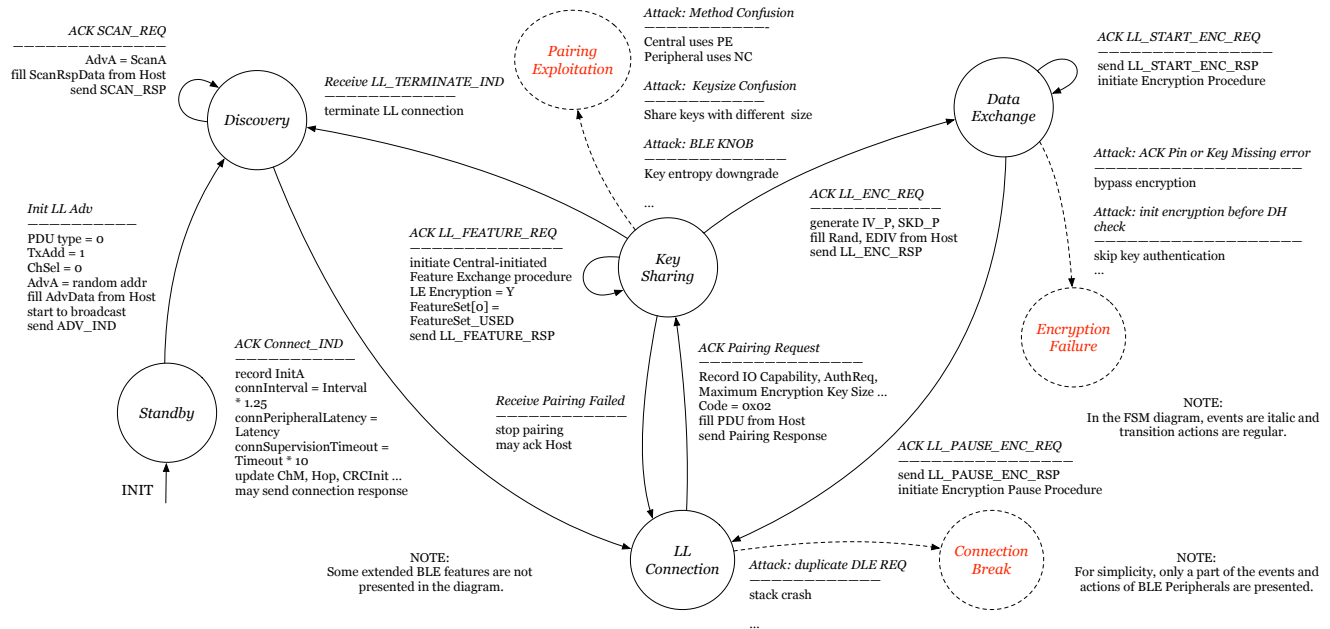 ACK SCAN_REQ
AdvA = ScanA
fill ScanRspData from Host
send SCAN_RSP
Discovery
Receive LL_TERMINATE_IND
terminate LL connection
Pairing
Exploitation
Attack: Method Confusion
Central uses PE
Peripheral uses NC
Attack: Keysize Confusion
Share keys with different size
Attack: BLE KNOB
Key entropy downgrade
...
Data
Exchange
ACK LL_START_ENC_REQ
send LL_START_ENC_RSP
initiate Encryption Procedure
Attack: ACK Pin or Key Missing error
bypass encryption
Attack: init encryption before DH
check
skip key authentication
...
Init LL Adv
PDU type = 0
TxAdd = 1
ChSel = 0
AdvA = random addr
fill AdvData from Host
start to broadcast
send ADV_IND
ACK LL_FEATURE_REQ
initiate Central-initiated
Feature Exchange procedure
LE Encryption = Y
FeatureSet[0] =
FeatureSet_USED
send LL_FEATURE_RSP
Key
Sharing
ACK LL_ENC_REQ
generate IV_P, SKD_P
fill Rand, EDIV from Host
send LL_ENC_RSP
Encryption
Failure
Standby
INIT
ACK Connect_IND
record InitA
connInterval = Interval
* 1.25
connPeripheralLatency =
Latency
connSupervisionTimeout =
Timeout * 10
update ChM, Hop, CRCInit ...
may send connection response
Receive Pairing Failed
stop pairing
may ack Host
ACK Pairing Request
Record IO Capability, AuthReq,
Maximum Encryption Key Size ...
Code = 0x02
fill PDU from Host
send Pairing Response
NOTE:
In the FSM diagram, events are italic and
transition actions are regular.
ACK LL_PAUSE_ENC_REQ
send LL_PAUSE_ENC_RSP
initiate Encryption Pause Procedure
NOTE:
Some extended BLE features are not
presented in the diagram.
LL
Connection
Attack: duplicate DLE REQ
stack crash
...
Connection
Break
NOTE:
For simplicity, only a part of the events and
actions of BLE Peripherals are presented.